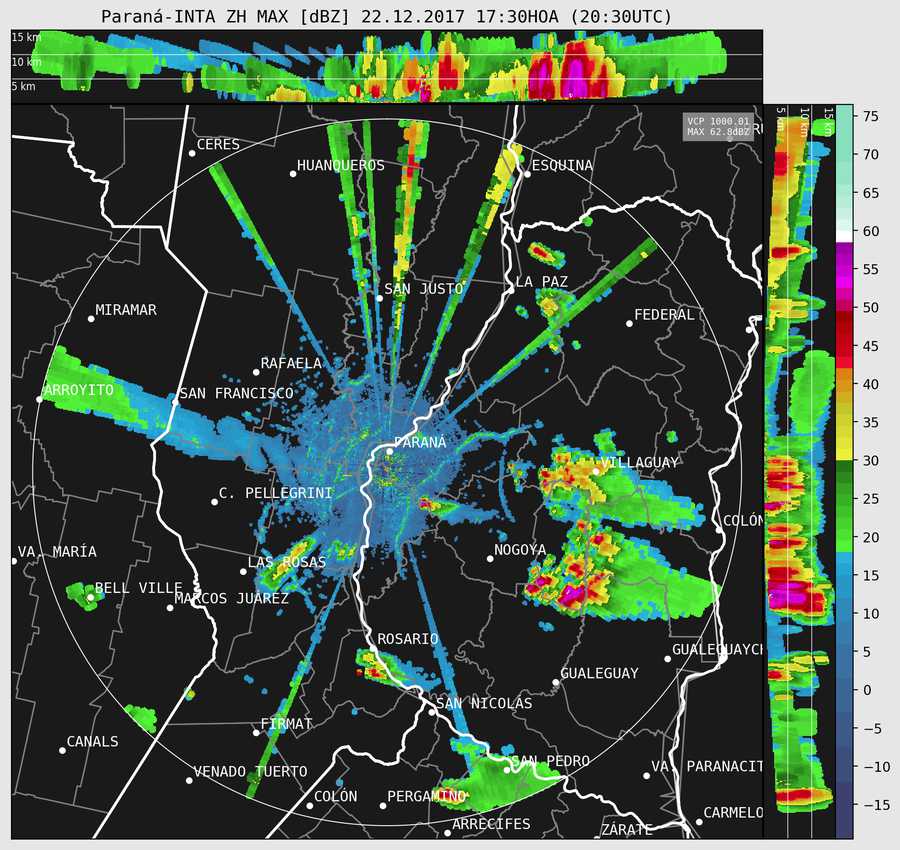 Paraná-INTA ZH MAX [dBZ] 22.12.2017 17:30HOA (20:30UTC)
15 km
10 km
5 km
VCP 1000.01
MAX 62.8dBZ
5 km
10 km
15 km
CERES
HUANQUEROS
ESQUINA
SAN JUSTO
LA PAZ
MIRAMAR
FEDERAL
RAFAELA
ARROYITO
SAN FRANCISCO
PARANÁ
VILLAGUAY
C. PELLEGRINI
COLÓN
VA. MARÍA
NOGOYA
LAS ROSAS
BELL VILLE
MARCOS JUÁREZ
ROSARIO
GUALEGUAYCH
GUALEGUAY
SAN NICOLÁS
FIRMAT
CANALS
SAN PEDRO
VENADO TUERTO
VA. PARANACIT
COLÓN
PERGAMINO
CARMELO
ARRECIFES
ZÁRATE
75
70
65
60
55
50
45
40
35
30
25
20
15
10
5
0
−5
−10
−15